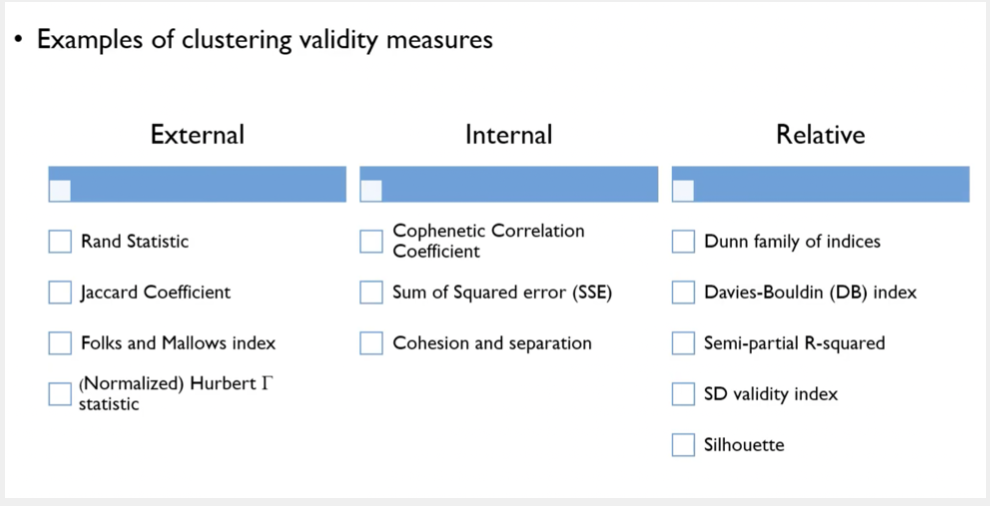 • Examples of clustering validity measures
External
Rand Statistic
Jaccard Coefficient
Folks and Mallows index
(Normalized) Hurbert Γ
statistic
Internal
Cophenetic Correlation
Coefficient
Sum of Squared error (SSE)
Cohesion and separation
Relative
Dunn family of indices
Davies-Bouldin (DB) index
Semi-partial R-squared
SD validity index
Silhouette